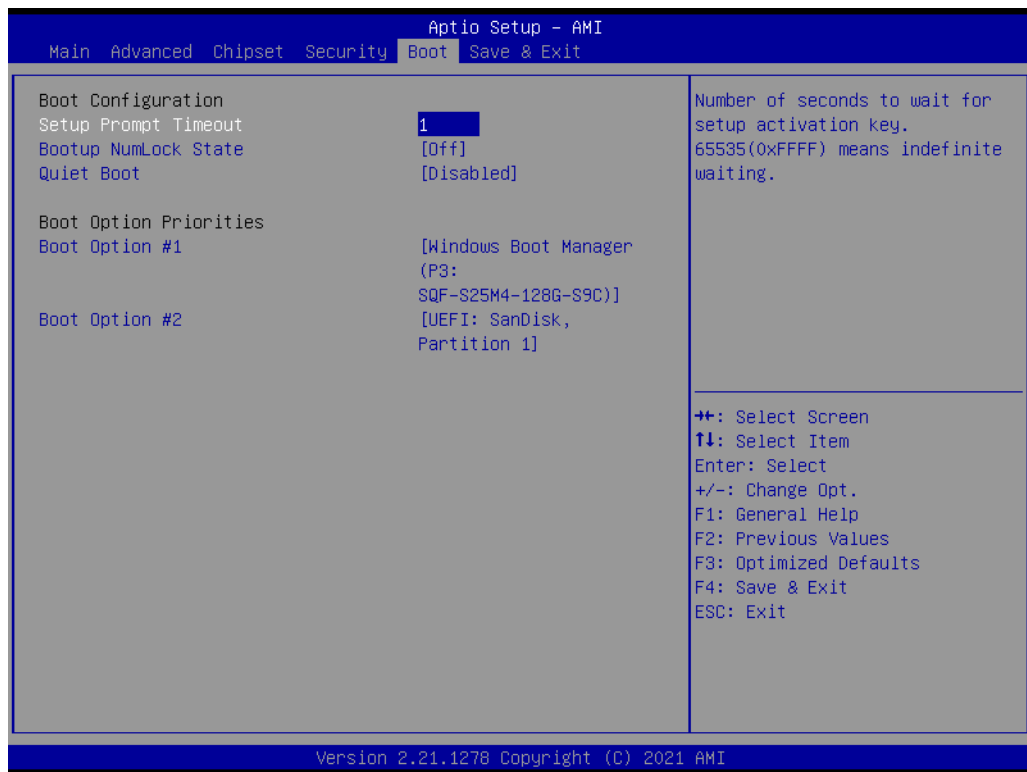 Aptio Setup – AMI
Main Advanced Chipset Security Boot Save & Exit
Boot Configuration
Setup Prompt Timeout 1
Bootup NumLock State [Off]
Quiet Boot [Disabled]
Boot Option Priorities
Boot Option #1 [Windows Boot Manager
(P3:
SQF-S25M4-128G-S9C)]
Boot Option #2 [UEFI: SanDisk,
Partition 1]
Number of seconds to wait for
setup activation key.
65535(0xFFFF) means indefinite
waiting.
→←: Select Screen
↑↓: Select Item
Enter: Select
+/-: Change Opt.
F1: General Help
F2: Previous Values
F3: Optimized Defaults
F4: Save & Exit
ESC: Exit
Version 2.21.1278 Copyright (C) 2021 AMI